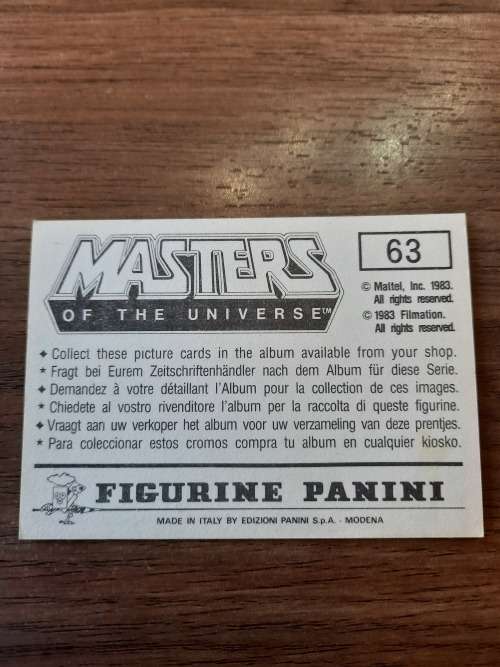 MASTERS
OF THE UNIVERSE™
63
© Mattel, Inc. 1983.
All rights reserved.
© 1983 Filmation.
All rights reserved.
✦ Collect these picture cards in the album available from your shop.
★ Fragt bei Eurem Zeitschriftenhändler nach dem Album für diese Serie.
✦ Demandez à votre détaillant l'Album pour la collection de ces images.
★ Chiedete al vostro rivenditore l'album per la raccolta di queste figurine.
✦ Vraagt aan uw verkoper het album voor uw verzameling van deze prentjes.
★ Para coleccionar estos cromos compra tu album en cualquier kiosko.
FIGURINE PANINI
MADE IN ITALY BY EDIZIONI PANINI S.p.A. - MODENA